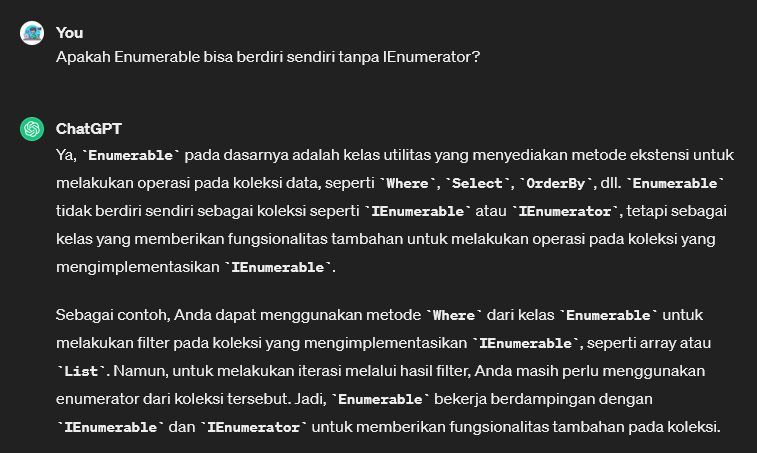 You
Apakah Enumerable bisa berdiri sendiri tanpa IEnumerator?
ChatGPT
Ya, `Enumerable` pada dasarnya adalah kelas utilitas yang menyediakan metode ekstensi untuk
melakukan operasi pada koleksi data, seperti `Where`, `Select`, `OrderBy`, dll. `Enumerable`
tidak berdiri sendiri sebagai koleksi seperti `IEnumerable` atau `IEnumerator`, tetapi sebagai
kelas yang memberikan fungsionalitas tambahan untuk melakukan operasi pada koleksi yang
mengimplementasikan `IEnumerable`.
Sebagai contoh, Anda dapat menggunakan metode `Where` dari kelas `Enumerable` untuk
melakukan filter pada koleksi yang mengimplementasikan `IEnumerable`, seperti array atau
`List`. Namun, untuk melakukan iterasi melalui hasil filter, Anda masih perlu menggunakan
enumerator dari koleksi tersebut. Jadi, `Enumerable` bekerja berdampingan dengan
`IEnumerable` dan `IEnumerator` untuk memberikan fungsionalitas tambahan pada koleksi.